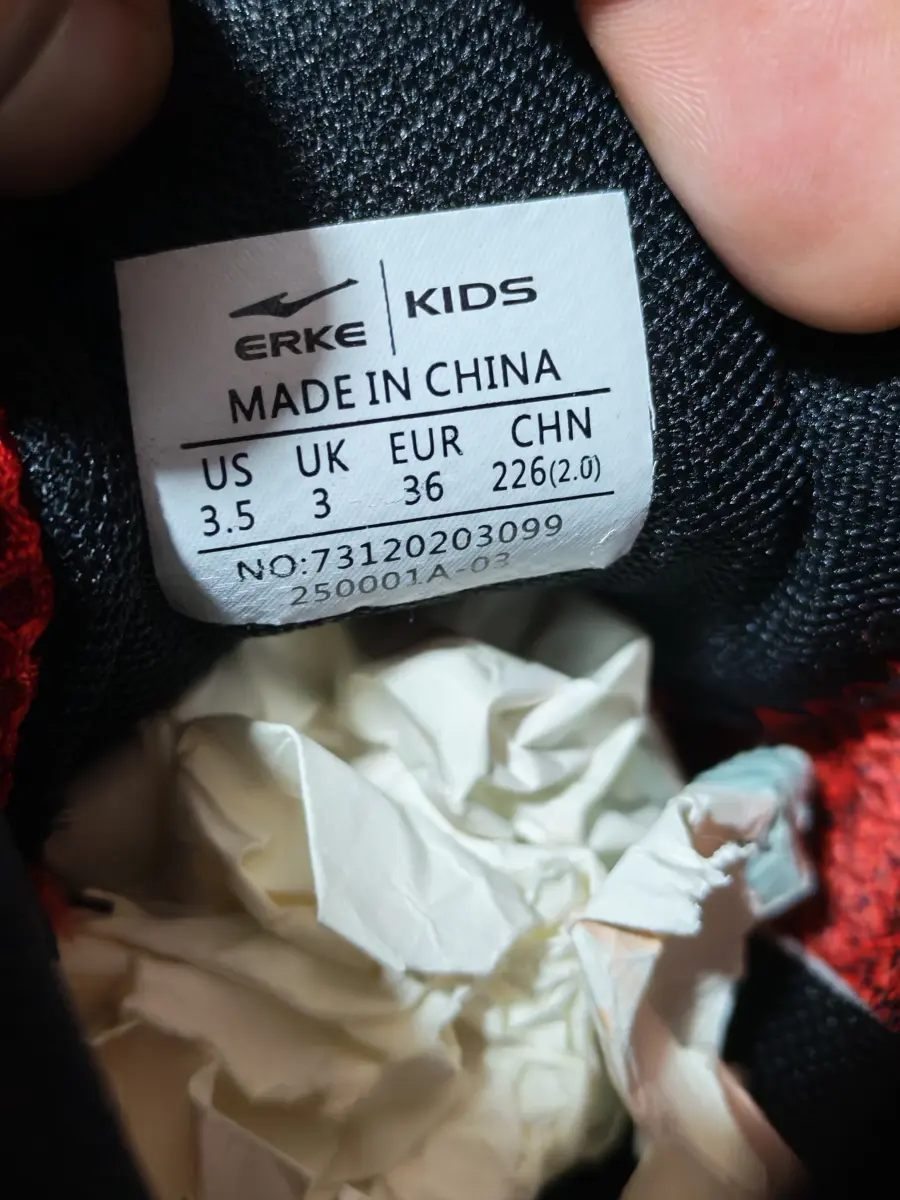 ERKE | KIDS
MADE IN CHINA
US UK EUR CHN
3.5 3 36 226(2.0)
NO:73120203099
250001A-03